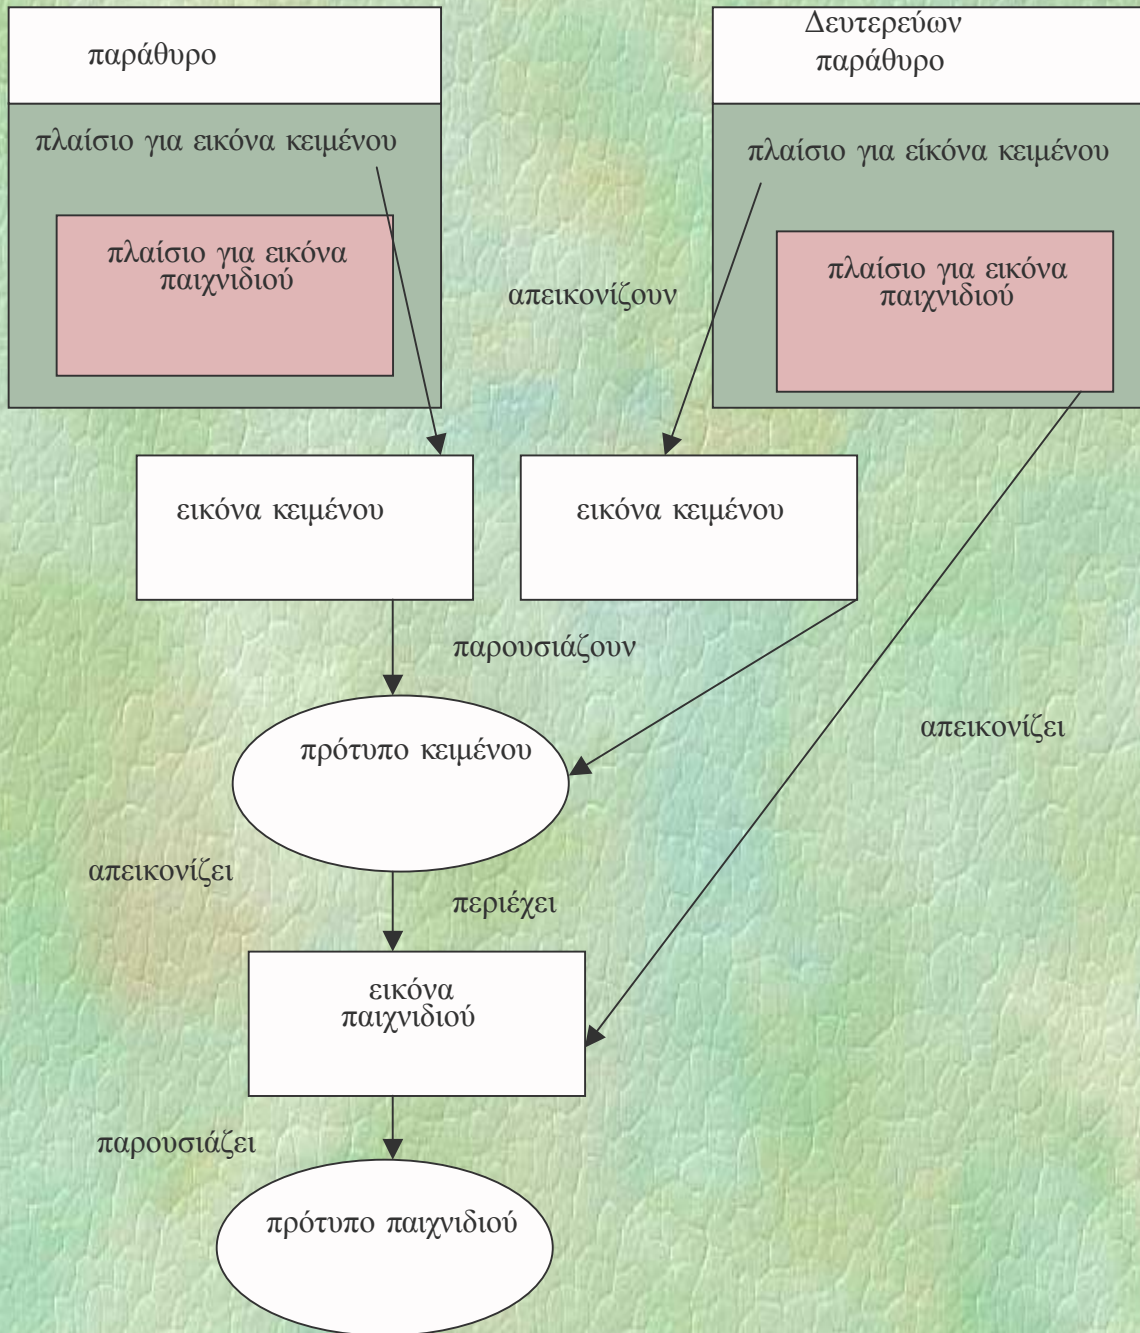 παράθυρο
Δευτερεύων
παράθυρο
πλαίσιο για εικόνα κειμένου
πλαίσιο για είκόνα κειμένου
πλαίσιο για εικόνα
παιχνιδιού
πλαίσιο για εικόνα
παιχνιδιού
απεικονίζουν
εικόνα κειμένου
εικόνα κειμένου
παρουσιάζουν
απεικονίζει
πρότυπο κειμένου
απεικονίζει
περιέχει
εικόνα
παιχνιδιού
παρουσιάζει
πρότυπο παιχνιδιού